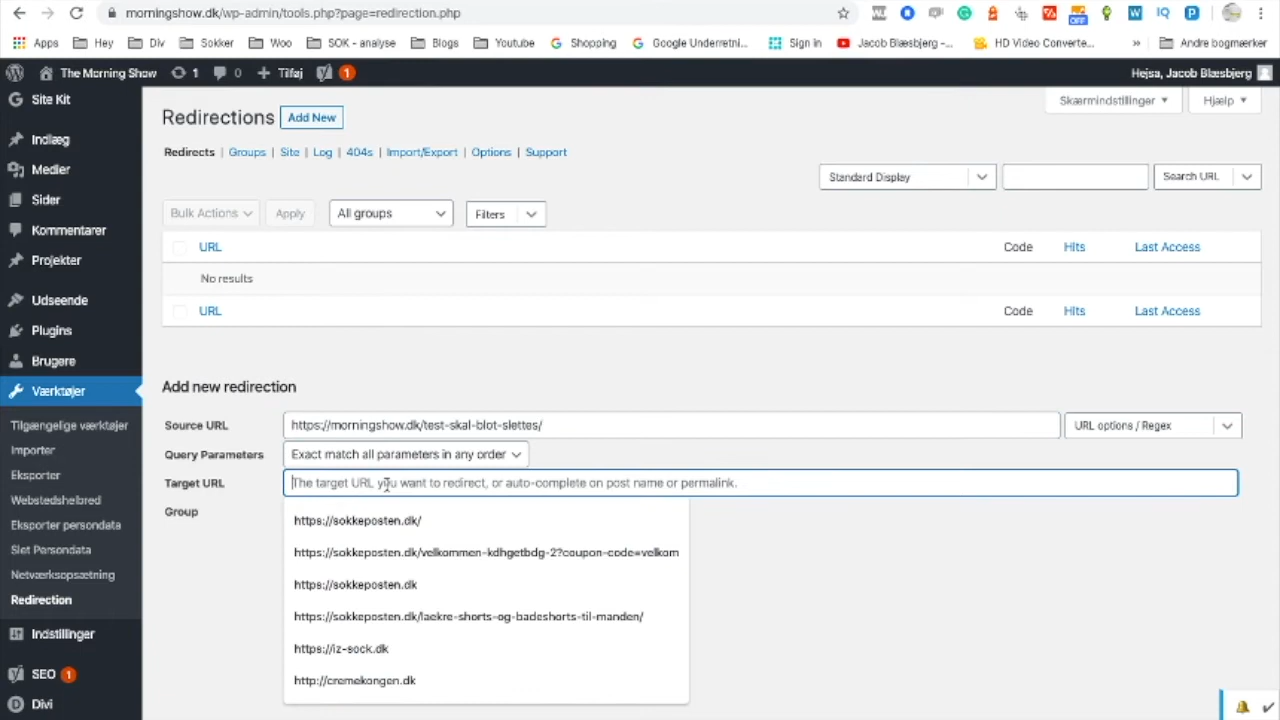 morningshow.dk/wp-admin/tools.php?page=redirection.php
Apps Hey Div Sokker Woo SOK - analyse Blogs Youtube Shopping Google Underretni... Sign in Jacob Blæsbjerg -... HD Video Converte... » Andre bogmærker
The Morning Show 1 0 + Tilføj 1 Hejsa, Jacob Blæsbjerg
Site Kit
Indlæg
Medier
Sider
Kommentarer
Projekter
Udseende
Plugins
Brugere
Værktøjer
Tilgængelige værktøjer
Importer
Eksporter
Webstedshelbred
Eksporter persondata
Slet Persondata
Netværksopsætning
Redirection
Indstillinger
SEO 1
Divi
Skærmindstillinger Hjælp
Redirections Add New
Redirects | Groups | Site | Log | 404s | Import/Export | Options | Support
Standard Display Search URL
Bulk Actions Apply All groups Filters
URL Code Hits Last Access
No results
URL Code Hits Last Access
Add new redirection
Source URL https://morningshow.dk/test-skal-blot-slettes/ URL options / Regex
Query Parameters Exact match all parameters in any order
Target URL The target URL you want to redirect, or auto-complete on post name or permalink.
Group
https://sokkeposten.dk/
https://sokkeposten.dk/velkommen-kdhgetbdg-2?coupon-code=velkom
https://sokkeposten.dk
https://sokkeposten.dk/laekre-shorts-og-badeshorts-til-manden/
https://iz-sock.dk
http://cremekongen.dk